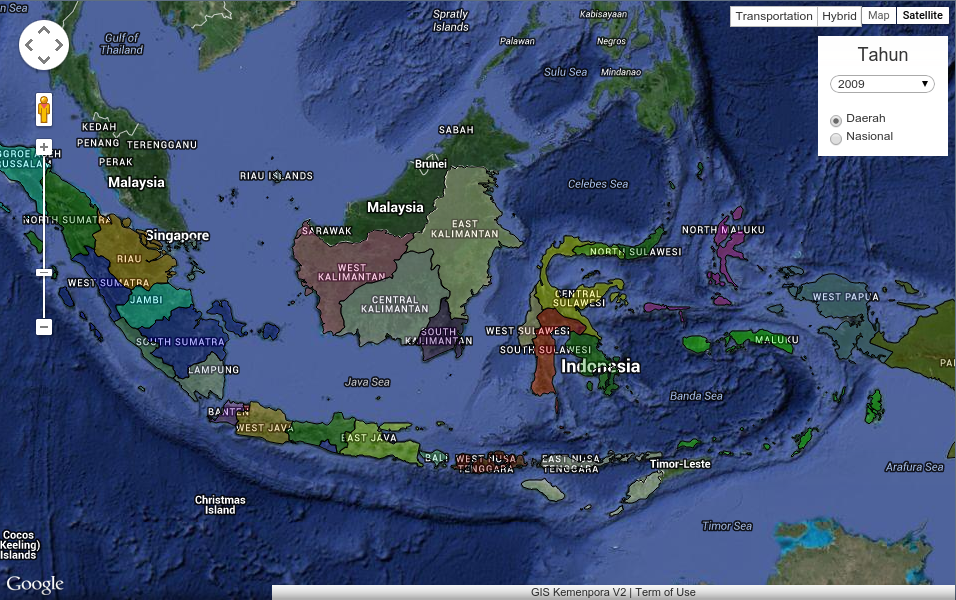 n Sea
Spratly
Islands
Kabisayaan
Transportation
Hybrid
Map
Satellite
Gulf of
Thailand
Palawan
Negros
Tahun
Sulu Sea
Mindanao
2009
Daerah
Nasional
KEDAH
PENANG
TERENGGANU
PERAK
SABAH
Brunei
RUSSALAM
RIAU ISLANDS
Malaysia
Celebes Sea
Malaysia
NORTH SUMATRA
SARAWAK
EAST
KALIMANTAN
NORTH MALUKU
Singapore
NORTH SULAWESI
RIAU
WEST
KALIMANTAN
WEST SUMATRA
JAMBI
CENTRAL
KALIMANTAN
CENTRAL
SULAWESI
WEST PAPUA
SOUTH SUMATRA
SOUTH
KALIMANTAN
WEST SULAWESI
SOUTH SULAWESI
MALUKU
LAMPUNG
Indonesia
PA
Java Sea
Banda Sea
BANTEN
WEST JAVA
EAST JAVA
BALI
WEST NUSA
TENGGARA
EAST NUSA
TENGGARA
Timor-Leste
Arafura Sea
Christmas
Island
Timor Sea
Cocos
(Keeling)
Islands
Google
GIS Kemenpora V2 | Term of Use